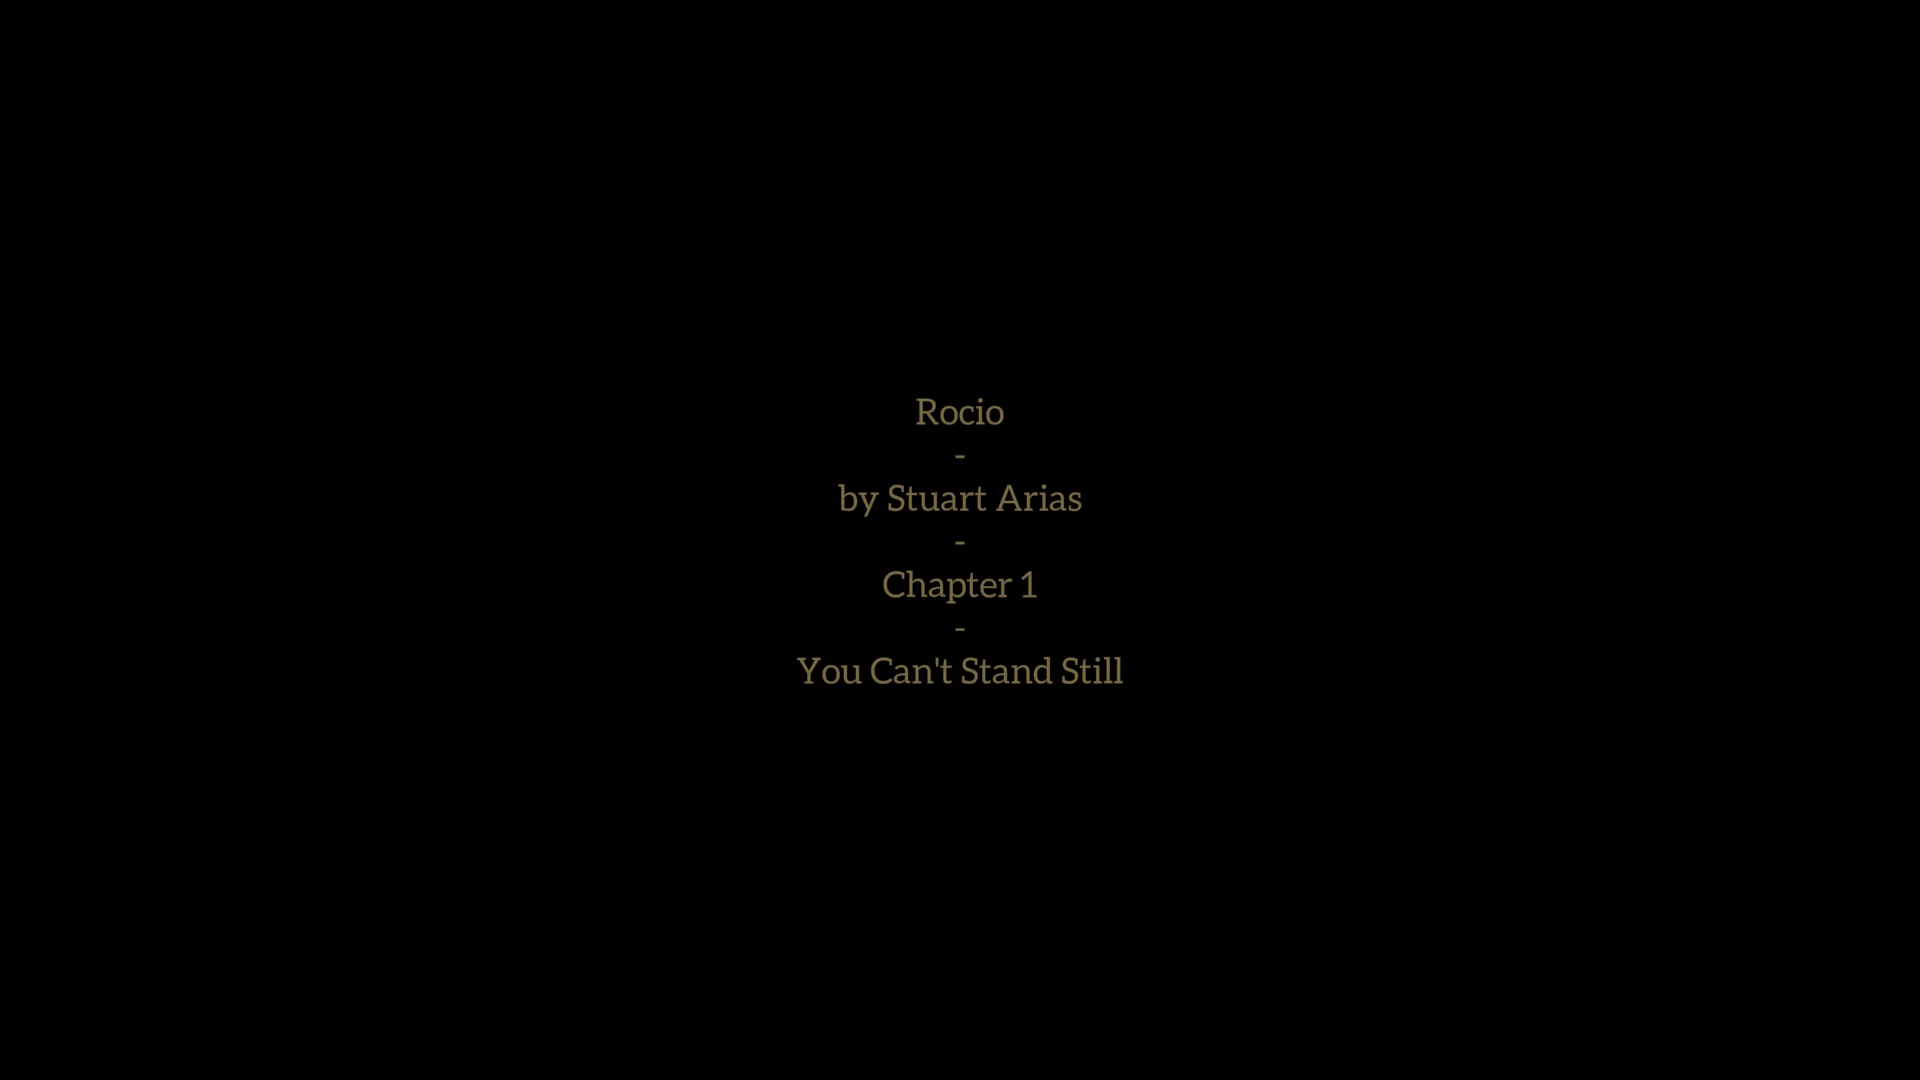 Rocio
-
by Stuart Arias
-
Chapter 1
-
You Can't Stand Still